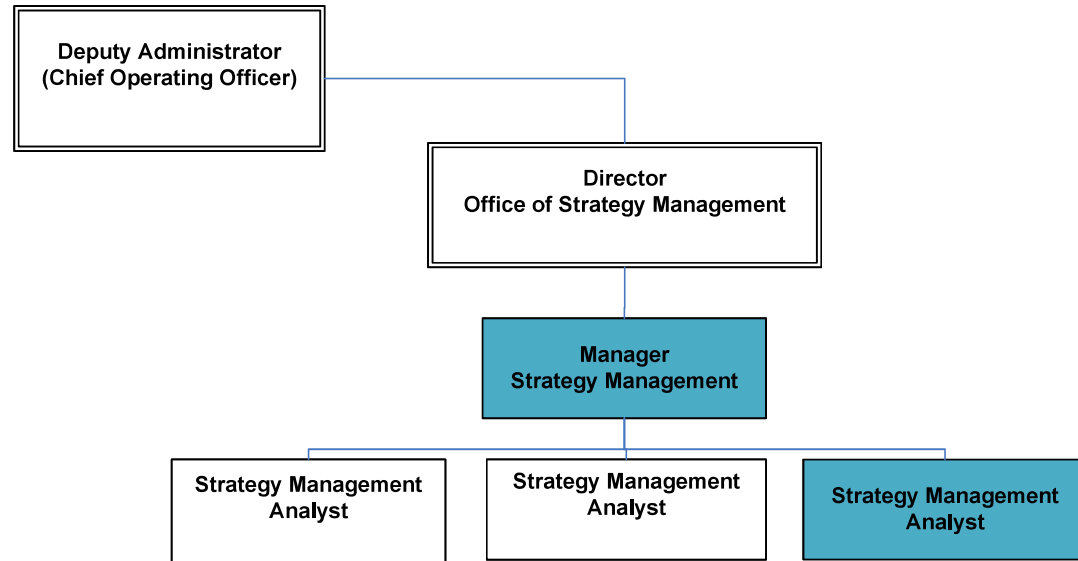 Deputy Administrator
(Chief Operating Officer)
Director
Office of Strategy Management
Manager
Strategy Management
Strategy Management
Analyst
Strategy Management
Analyst
Strategy Management
Analyst